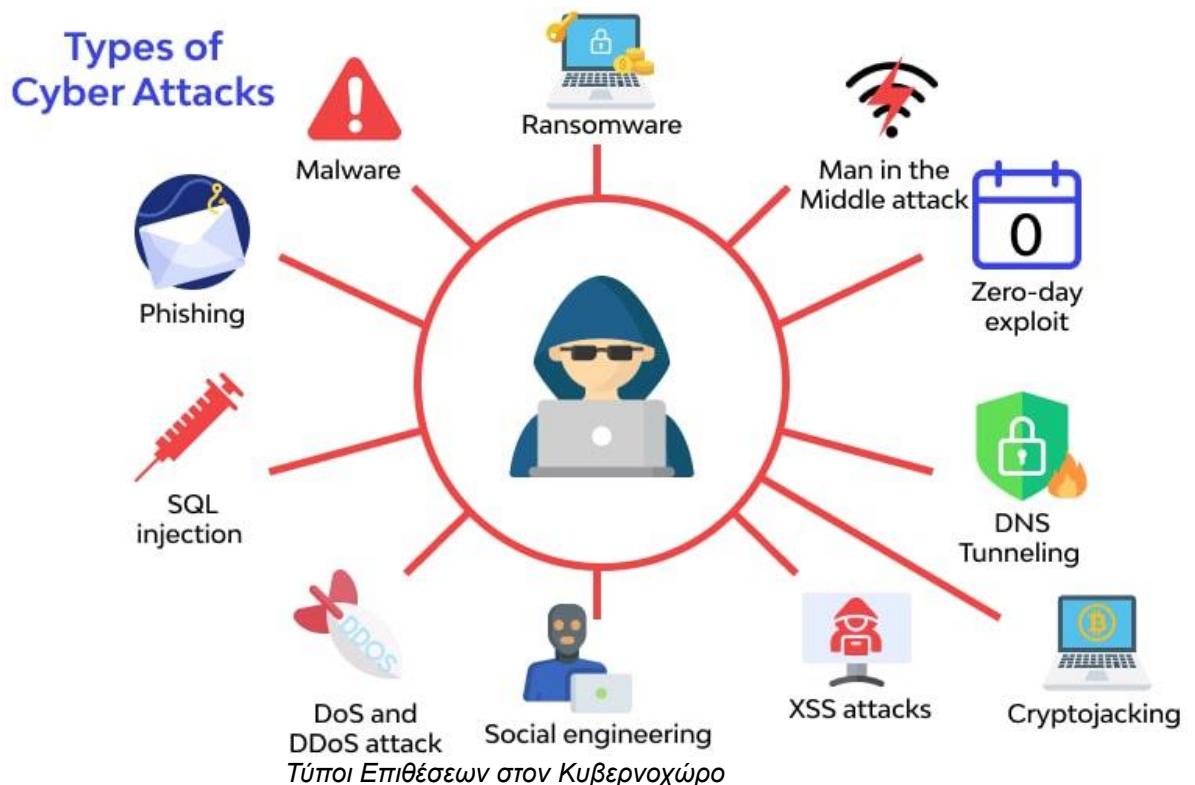 Types of
Cyber Attacks
Ransomware
Malware
Man in the
Middle attack
0
Zero-day
exploit
Phishing
SQL
injection
DNS
Tunneling
DDOS
DoS and
DDoS attack
Social engineering
XSS attacks
Cryptojacking
Τύποι Επιθέσεων στον Κυβερνοχώρο